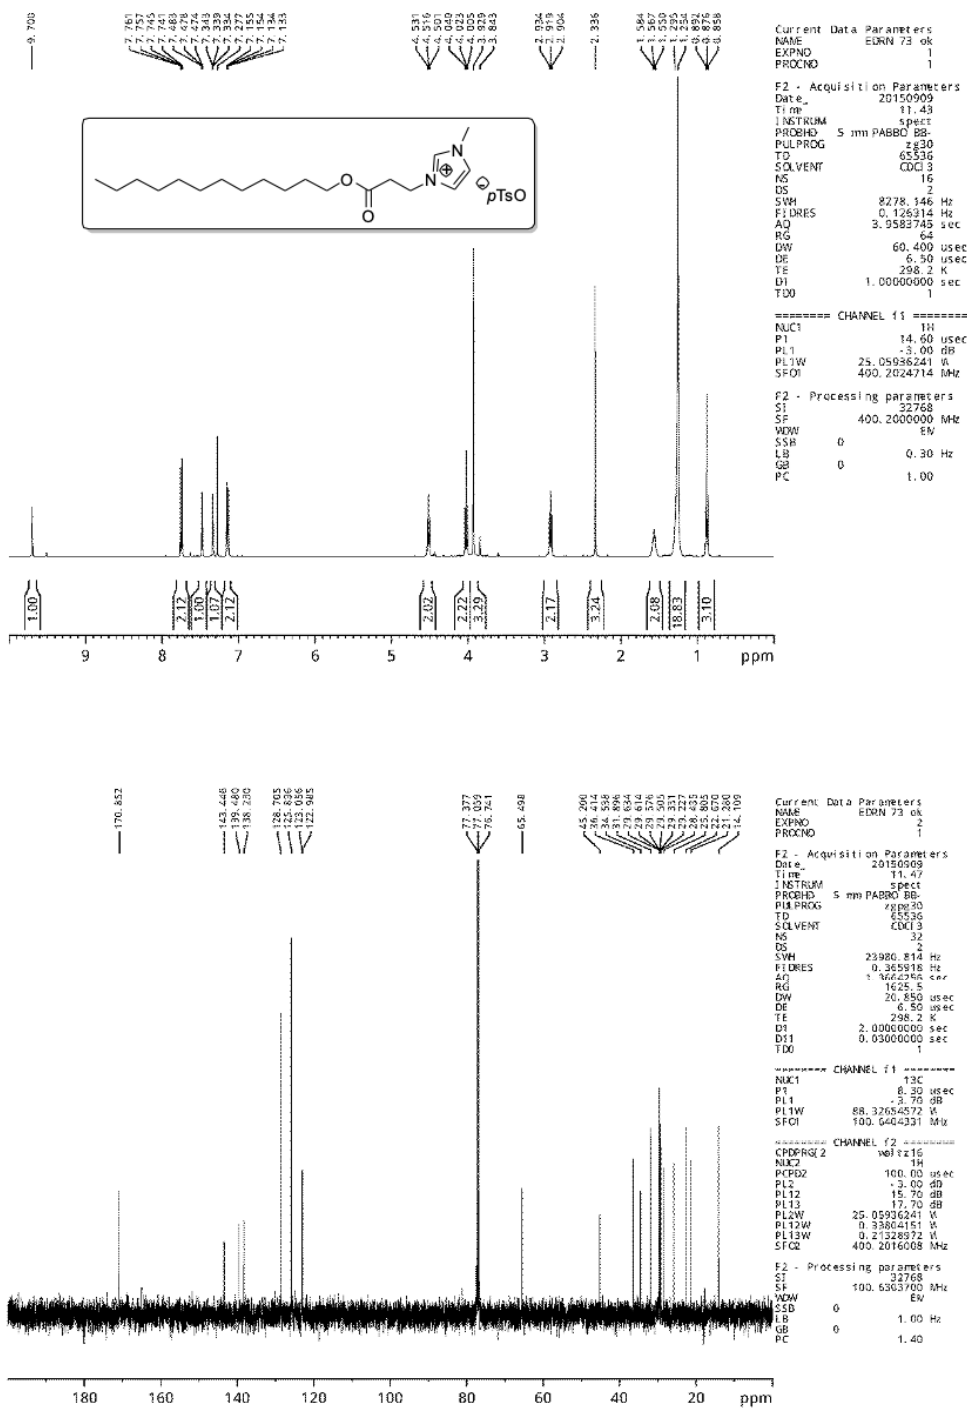 9.708
7.761
7.757
7.745
7.741
7.483
7.478
7.474
7.343
7.339
7.334
7.277
7.155
7.154
7.134
7.133
4.531
4.516
4.501
4.040
4.023
4.005
3.929
3.843
2.934
2.919
2.904
2.336
1.584
1.567
1.550
1.295
1.254
0.892
0.876
0.858
N
N
⊕
O
O
⊖
pTsO
Current Data Parameters
NAME EDRN 73 ok
EXPNO 1
PROCNO 1
F2 - Acquisition Parameters
Date_ 20150909
Time 11.43
INSTRUM spect
PROBHD 5 mm PABBO BB-
PULPROG zg30
TD 65536
SOLVENT CDCl3
NS 16
DS 2
SWH 8278.146 Hz
FIDRES 0.126314 Hz
AQ 3.9583745 sec
RG 64
DW 60.400 usec
DE 6.50 usec
TE 298.2 K
D1 1.00000000 sec
TD0 1
======== CHANNEL f1 ========
NUC1 1H
P1 14.60 usec
PL1 -3.00 dB
PL1W 25.05936241 W
SFO1 400.2024714 MHz
F2 - Processing parameters
SI 32768
SF 400.2000000 MHz
WDW EM
SSB 0
LB 0.30 Hz
GB 0
PC 1.00
1.00
2.12
1.00
1.07
2.12
2.02
2.22
3.29
2.17
3.24
2.08
18.83
3.10
9 8 7 6 5 4 3 2 1 ppm
170.852
143.446
139.480
138.230
128.705
125.896
123.056
122.985
77.377
77.059
76.741
65.498
45.200
36.414
34.538
31.896
29.634
29.614
29.576
29.505
29.331
29.227
28.435
25.805
22.670
21.280
14.109
Current Data Parameters
NAME EDRN 73 ok
EXPNO 2
PROCNO 1
F2 - Acquisition Parameters
Date_ 20150909
Time 11.47
INSTRUM spect
PROBHD 5 mm PABBO BB-
PULPROG zgpg30
TD 65536
SOLVENT CDCl3
NS 32
DS 2
SWH 23980.814 Hz
FIDRES 0.365918 Hz
AQ 1.3664256 sec
RG 1625.5
DW 20.850 usec
DE 6.50 usec
TE 298.2 K
D1 2.00000000 sec
D11 0.03000000 sec
TD0 1
======== CHANNEL f1 ========
NUC1 13C
P1 8.30 usec
PL1 -3.70 dB
PL1W 88.32654572 W
SFO1 100.6404331 MHz
======== CHANNEL f2 ========
CPDPRG[2 waltz16
NUC2 1H
PCPD2 100.00 usec
PL2 -3.00 dB
PL12 15.70 dB
PL13 17.70 dB
PL2W 25.05936241 W
PL12W 0.33804151 W
PL13W 0.21328972 W
SFO2 400.2016008 MHz
F2 - Processing parameters
SI 32768
SF 100.6303700 MHz
WDW EM
SSB 0
LB 1.00 Hz
GB 0
PC 1.40
180 160 140 120 100 80 60 40 20 ppm